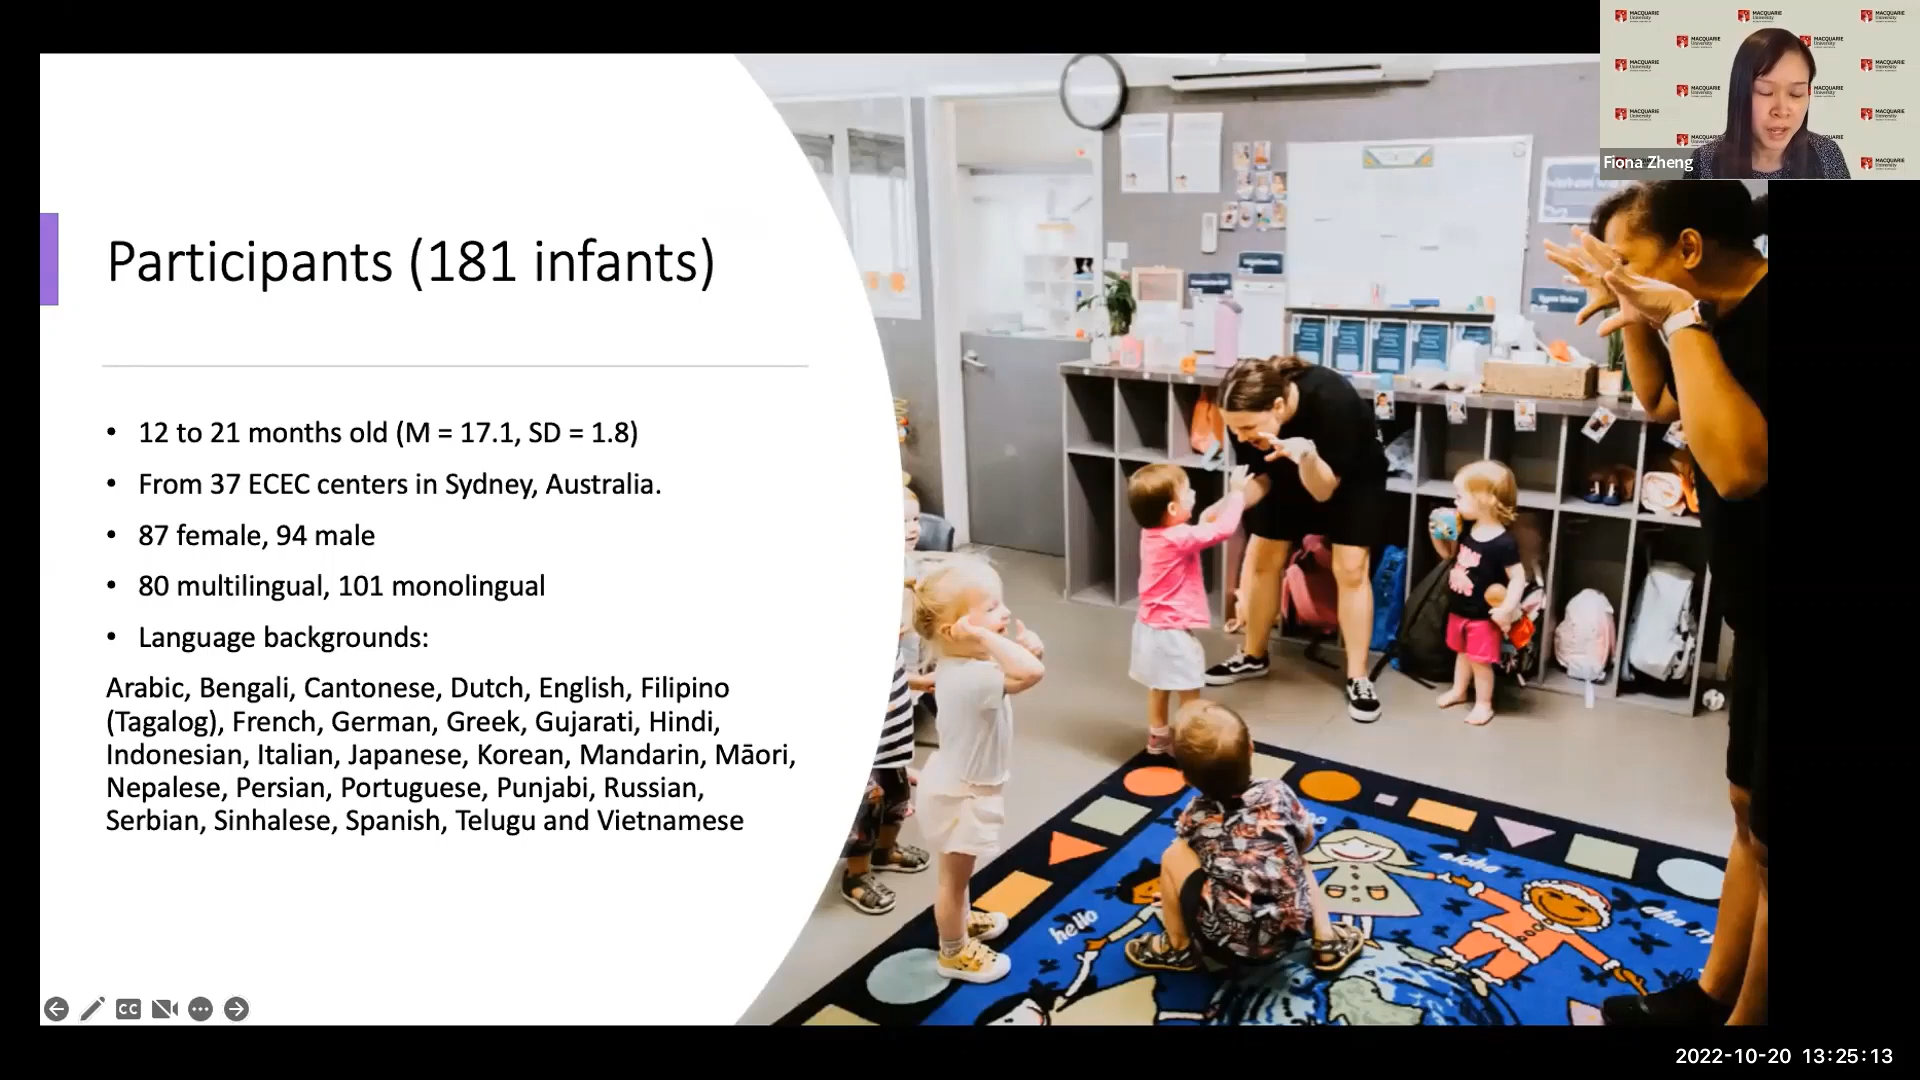 Participants (181 infants)
• 12 to 21 months old (M = 17.1, SD = 1.8)
• From 37 ECEC centers in Sydney, Australia.
• 87 female, 94 male
• 80 multilingual, 101 monolingual
• Language backgrounds:
Arabic, Bengali, Cantonese, Dutch, English, Filipino
(Tagalog), French, German, Greek, Gujarati, Hindi,
Indonesian, Italian, Japanese, Korean, Mandarin, Māori,
Nepalese, Persian, Portuguese, Punjabi, Russian,
Serbian, Sinhalese, Spanish, Telugu and Vietnamese
MACQUARIE
University
Fiona Zheng
hello
aloha
CC
2022-10-20 13:25:13